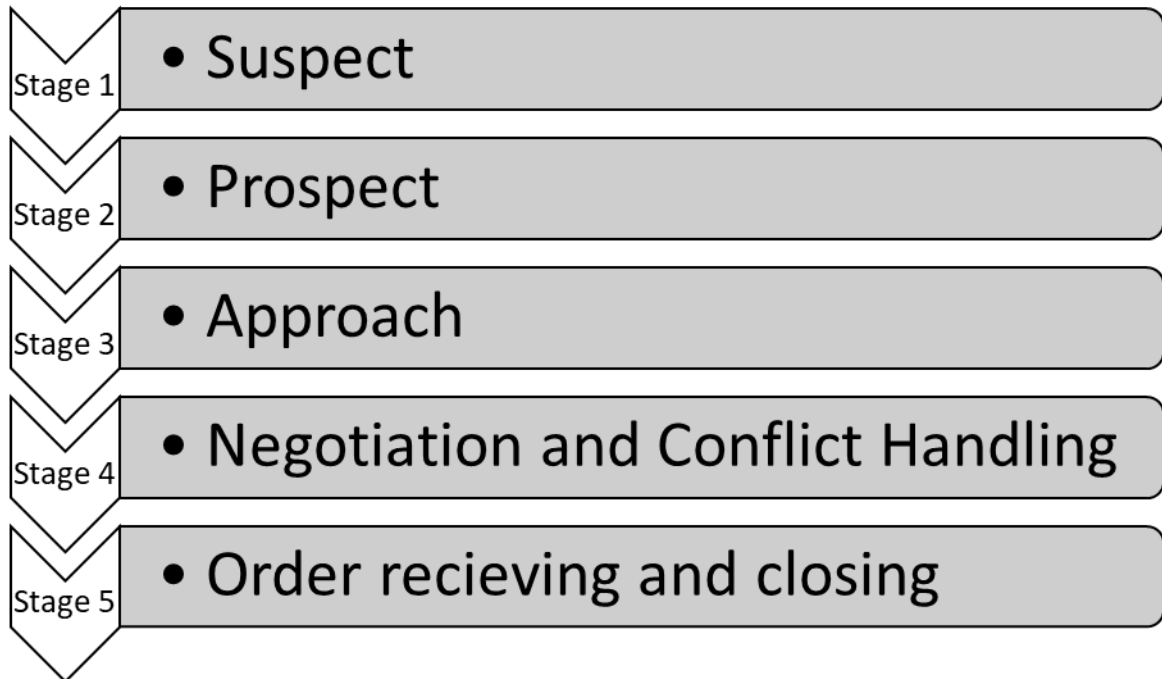 Stage 1
• Suspect
Stage 2
• Prospect
Stage 3
• Approach
Stage 4
• Negotiation and Conflict Handling
Stage 5
• Order recieving and closing